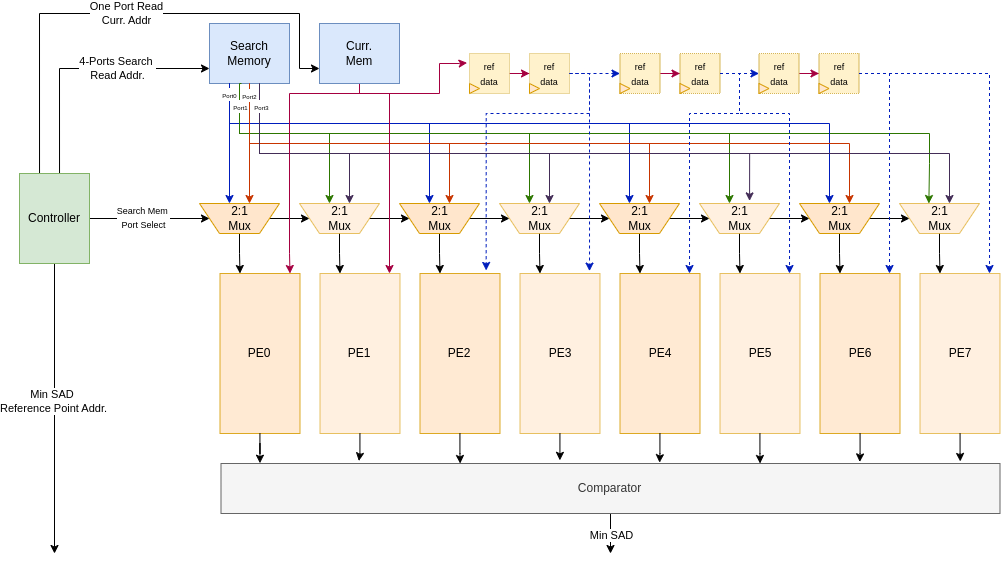 One Port Read
Curr. Addr
4-Ports Search
Read Addr.
Search
Memory
Curr.
Mem
ref
data
ref
data
ref
data
ref
data
ref
data
ref
data
Port0
Port1
Port2
Port3
Controller
Search Mem
Port Select
2:1
Mux
2:1
Mux
2:1
Mux
2:1
Mux
2:1
Mux
2:1
Mux
2:1
Mux
2:1
Mux
PE0
PE1
PE2
PE3
PE4
PE5
PE6
PE7
Min SAD
Reference Point Addr.
Comparator
Min SAD